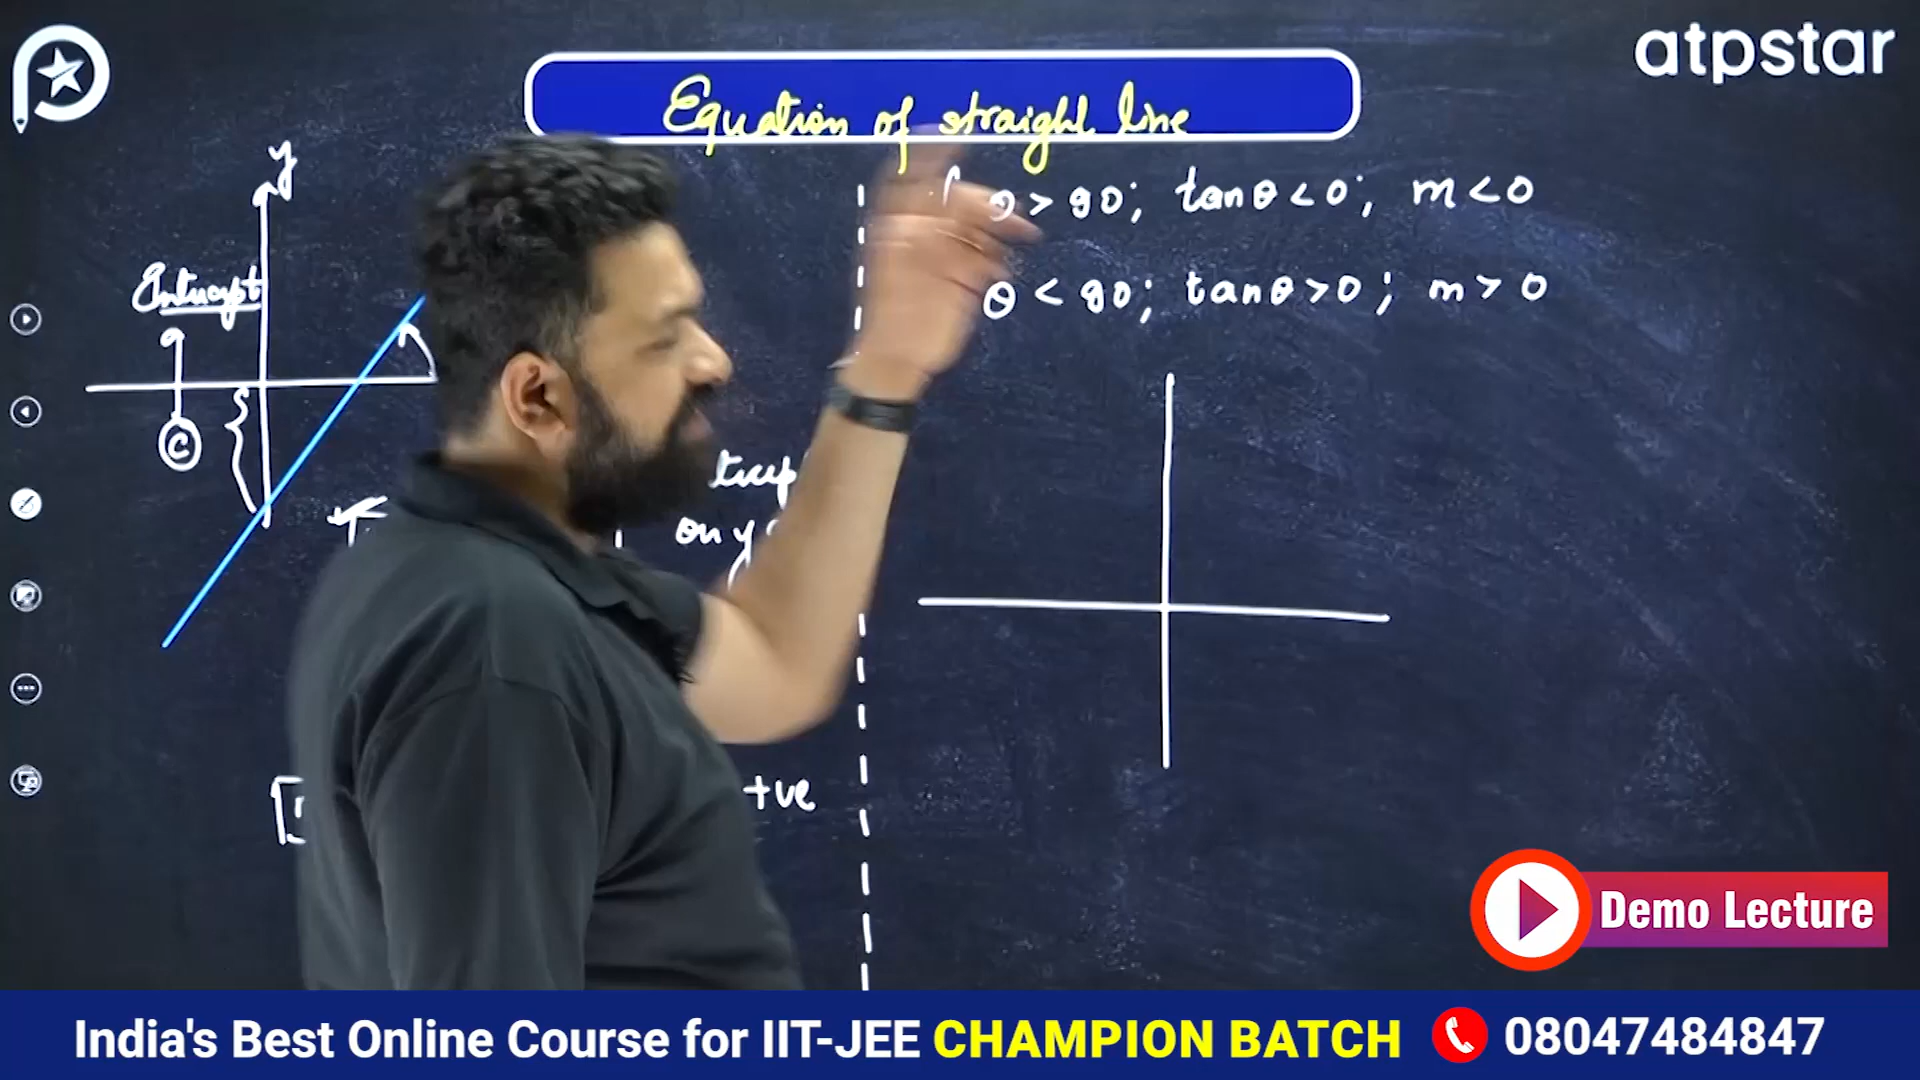 atpstar
Equation of straight line
y
θ > 90; tanθ < 0; m < 0
Intercept
θ < 90; tanθ > 0; m > 0
C
on y
+ve
Demo Lecture
India's Best Online Course for IIT-JEE CHAMPION BATCH 08047484847